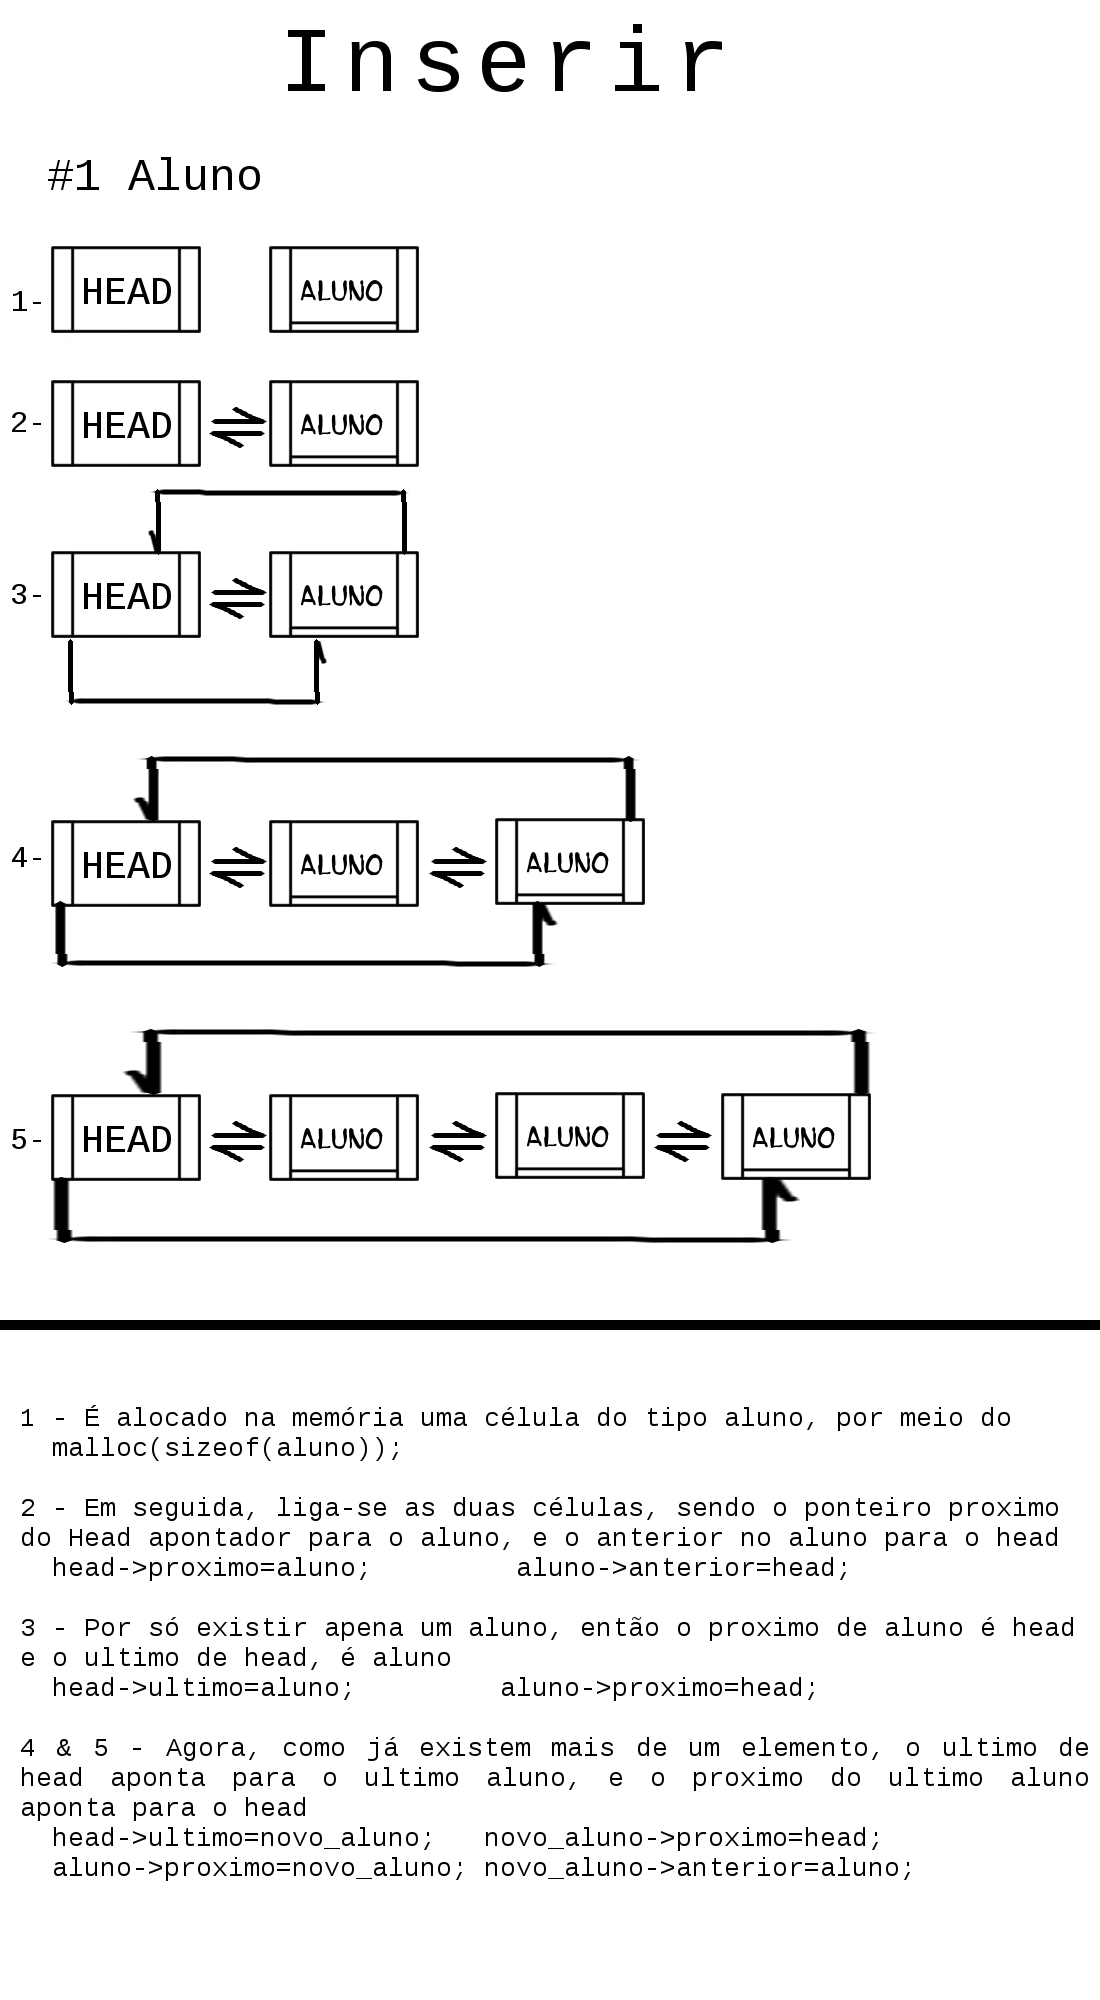 Inserir
#1 Aluno
1- HEAD ALUNO
2- HEAD ALUNO
3- HEAD ALUNO
4- HEAD ALUNO ALUNO
5- HEAD ALUNO ALUNO ALUNO
1 - É alocado na memória uma célula do tipo aluno, por meio do
malloc(sizeof(aluno));
2 - Em seguida, liga-se as duas células, sendo o ponteiro proximo
do Head apontador para o aluno, e o anterior no aluno para o head
head->proximo=aluno; aluno->anterior=head;
3 - Por só existir apena um aluno, então o proximo de aluno é head
e o ultimo de head, é aluno
head->ultimo=aluno; aluno->proximo=head;
4 & 5 - Agora, como já existem mais de um elemento, o ultimo de
head aponta para o ultimo aluno, e o proximo do ultimo aluno
aponta para o head
head->ultimo=novo_aluno; novo_aluno->proximo=head;
aluno->proximo=novo_aluno; novo_aluno->anterior=aluno;